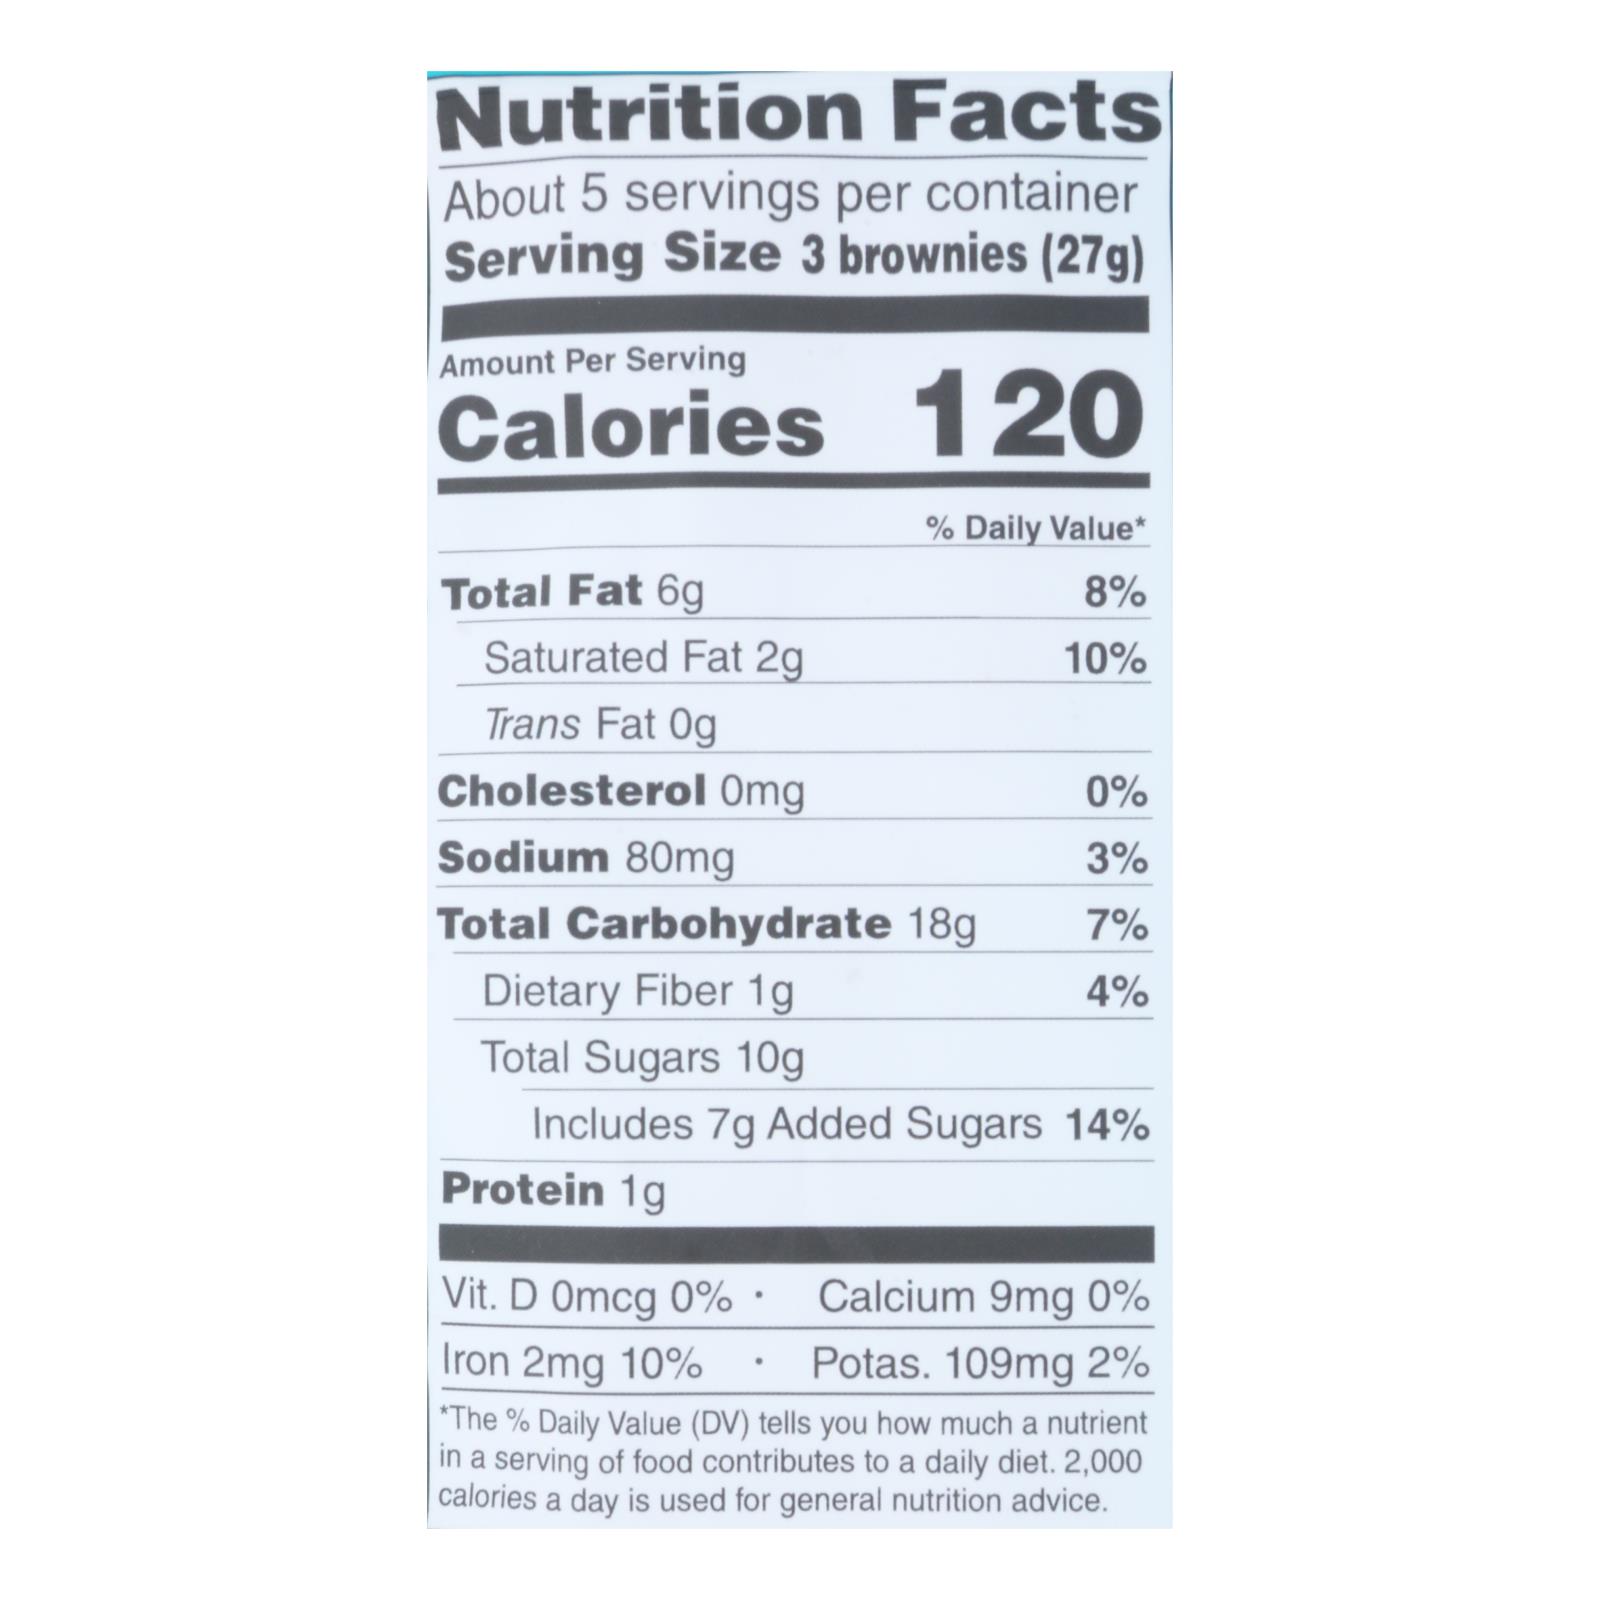 Nutrition Facts
About 5 servings per container
Serving Size 3 brownies (27g)
Amount Per Serving
Calories 120
% Daily Value*
Total Fat 6g 8%
Saturated Fat 2g 10%
Trans Fat 0g
Cholesterol 0mg 0%
Sodium 80mg 3%
Total Carbohydrate 18g 7%
Dietary Fiber 1g 4%
Total Sugars 10g
Includes 7g Added Sugars 14%
Protein 1g
Vit. D 0mcg 0% · Calcium 9mg 0%
Iron 2mg 10% · Potas. 109mg 2%
*The % Daily Value (DV) tells you how much a nutrient
in a serving of food contributes to a daily diet. 2,000
calories a day is used for general nutrition advice.